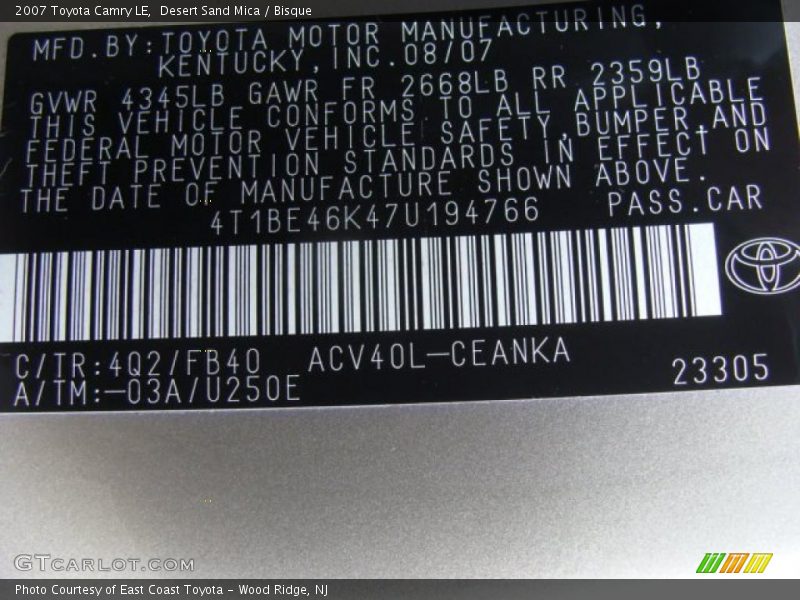 2007 Toyota Camry LE,  Desert Sand Mica / Bisque
MFD.BY:TOYOTA MOTOR MANUFACTURING,
KENTUCKY,INC.08/07
GVWR 4345LB GAWR FR 2668LB RR 2359LB
THIS VEHICLE CONFORMS TO ALL APPLICABLE
FEDERAL MOTOR VEHICLE SAFETY,BUMPER,AND
THEFT PREVENTION STANDARDS IN EFFECT ON
THE DATE OF MANUFACTURE SHOWN ABOVE.
4T1BE46K47U194766 PASS.CAR
C/TR:4Q2/FB40 ACV40L-CEANKA
A/TM:-03A/U250E 23305
GTCARLOT.COM
Photo Courtesy of East Coast Toyota - Wood Ridge, NJ